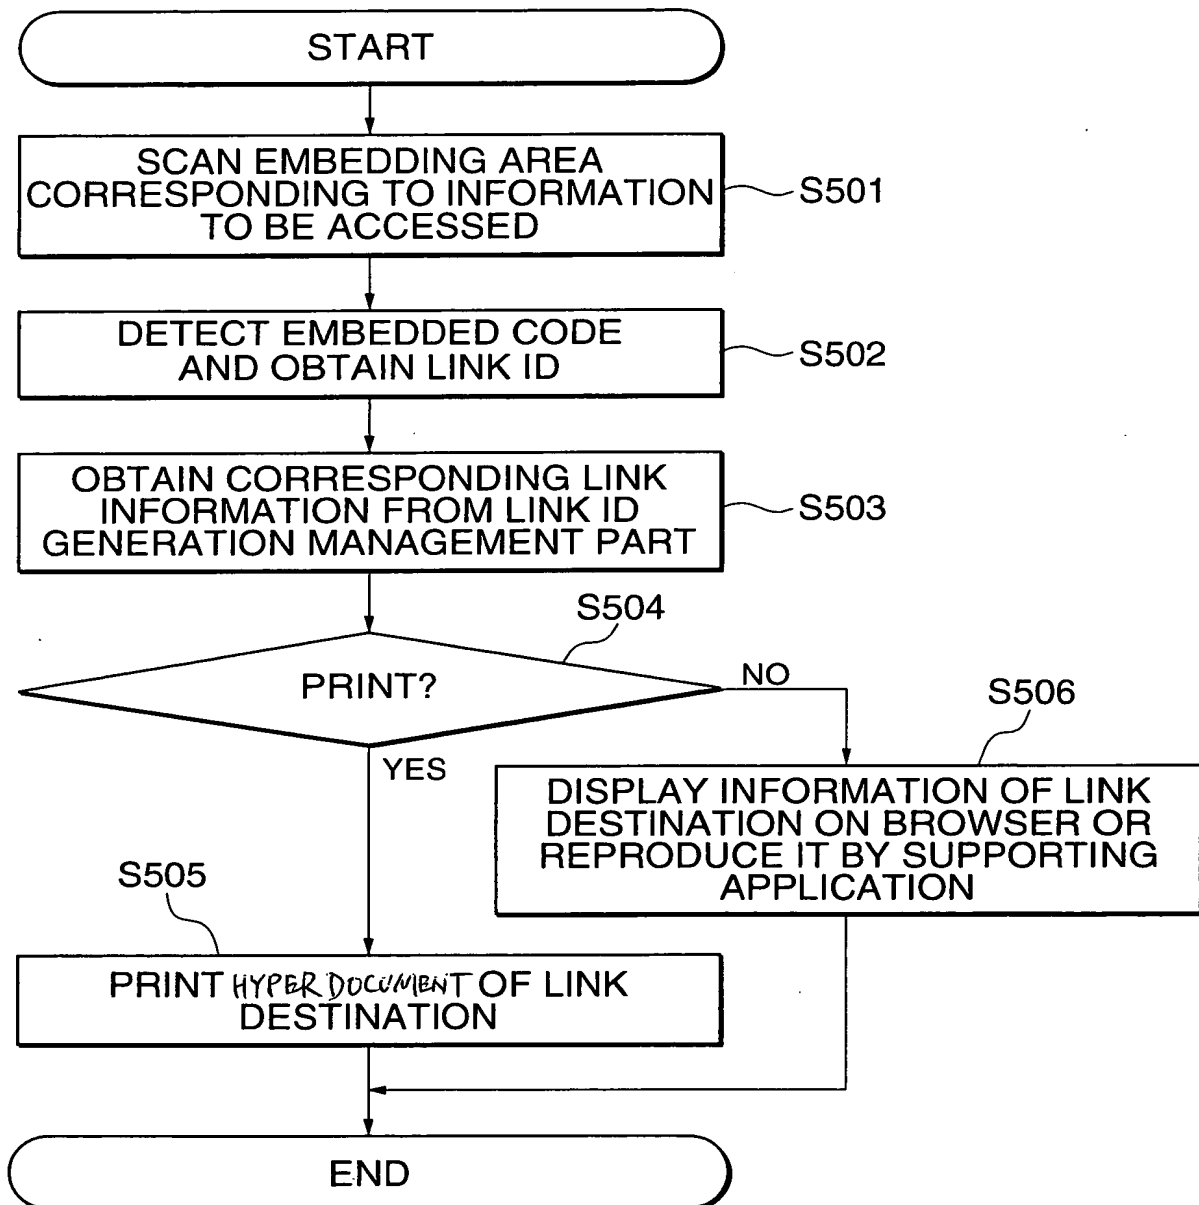 START
SCAN EMBEDDING AREA
CORRESPONDING TO INFORMATION
TO BE ACCESSED
S501
DETECT EMBEDDED CODE
AND OBTAIN LINK ID
S502
OBTAIN CORRESPONDING LINK
INFORMATION FROM LINK ID
GENERATION MANAGEMENT PART
S503
S504
PRINT?
NO
YES
S506
DISPLAY INFORMATION OF LINK
DESTINATION ON BROWSER OR
REPRODUCE IT BY SUPPORTING
APPLICATION
S505
PRINT HYPER DOCUMENT OF LINK
DESTINATION
END